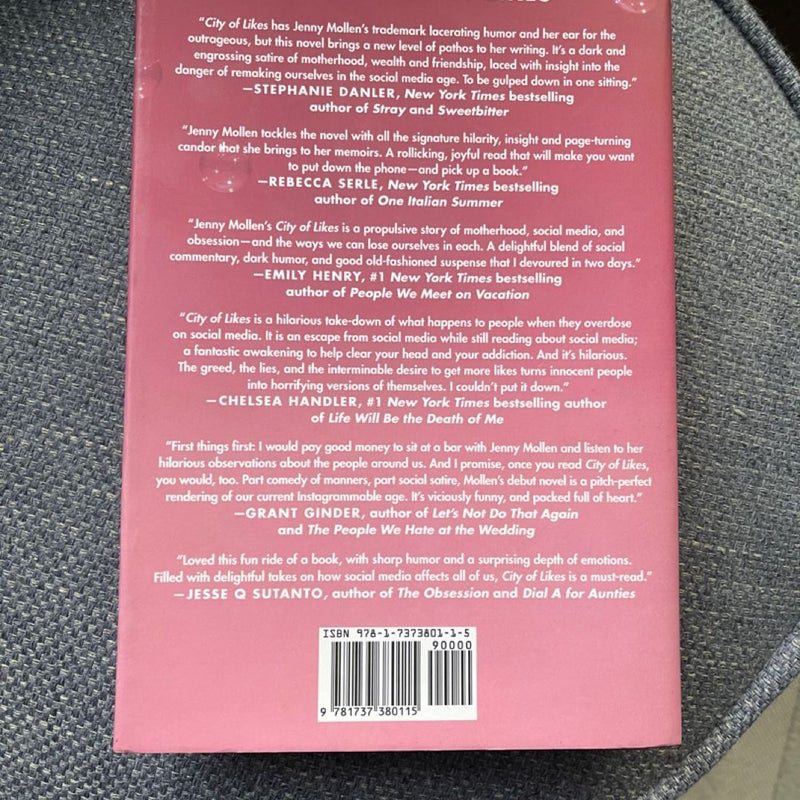 “City of Likes has Jenny Mollen’s trademark lacerating humor and her ear for the
outrageous, but this novel brings a new level of pathos to her writing. It’s a dark and
engrossing satire of motherhood, wealth and friendship, laced with insight into the
danger of remaking ourselves in the social media age. To be gulped down in one sitting.”
—STEPHANIE DANLER, New York Times bestselling
author of Stray and Sweetbitter
“Jenny Mollen tackles the novel with all the signature hilarity, insight and page-turning
candor that she brings to her memoirs. A rollicking, joyful read that will make you want
to put down the phone—and pick up a book.”
—REBECCA SERLE, New York Times bestselling
author of One Italian Summer
“Jenny Mollen’s City of Likes is a propulsive story of motherhood, social media, and
obsession—and the ways we can lose ourselves in each. A delightful blend of social
commentary, dark humor, and good old-fashioned suspense that I devoured in two days.”
—EMILY HENRY, #1 New York Times bestselling
author of People We Meet on Vacation
“City of Likes is a hilarious take-down of what happens to people when they overdose
on social media. It is an escape from social media while still reading about social media;
a fantastic awakening to help clear your head and your addiction. And it’s hilarious.
The greed, the lies, and the interminable desire to get more likes turns innocent people
into horrifying versions of themselves. I couldn’t put it down.”
—CHELSEA HANDLER, #1 New York Times bestselling author
of Life Will Be the Death of Me
“First things first: I would pay good money to sit at a bar with Jenny Mollen and listen to her
hilarious observations about the people around us. And I promise, once you read City of Likes,
you would, too. Part comedy of manners, part social satire, Mollen’s debut novel is a pitch-perfect
rendering of our current Instagrammable age. It’s viciously funny, and packed full of heart.”
—GRANT GINDER, author of Let’s Not Do That Again
and The People We Hate at the Wedding
“Loved this fun ride of a book, with sharp humor and a surprising depth of emotions.
Filled with delightful takes on how social media affects all of us, City of Likes is a must-read.”
—JESSE Q SUTANTO, author of The Obsession and Dial A for Aunties
ISBN 978-1-7373801-1-5
90000
9 781737 380115